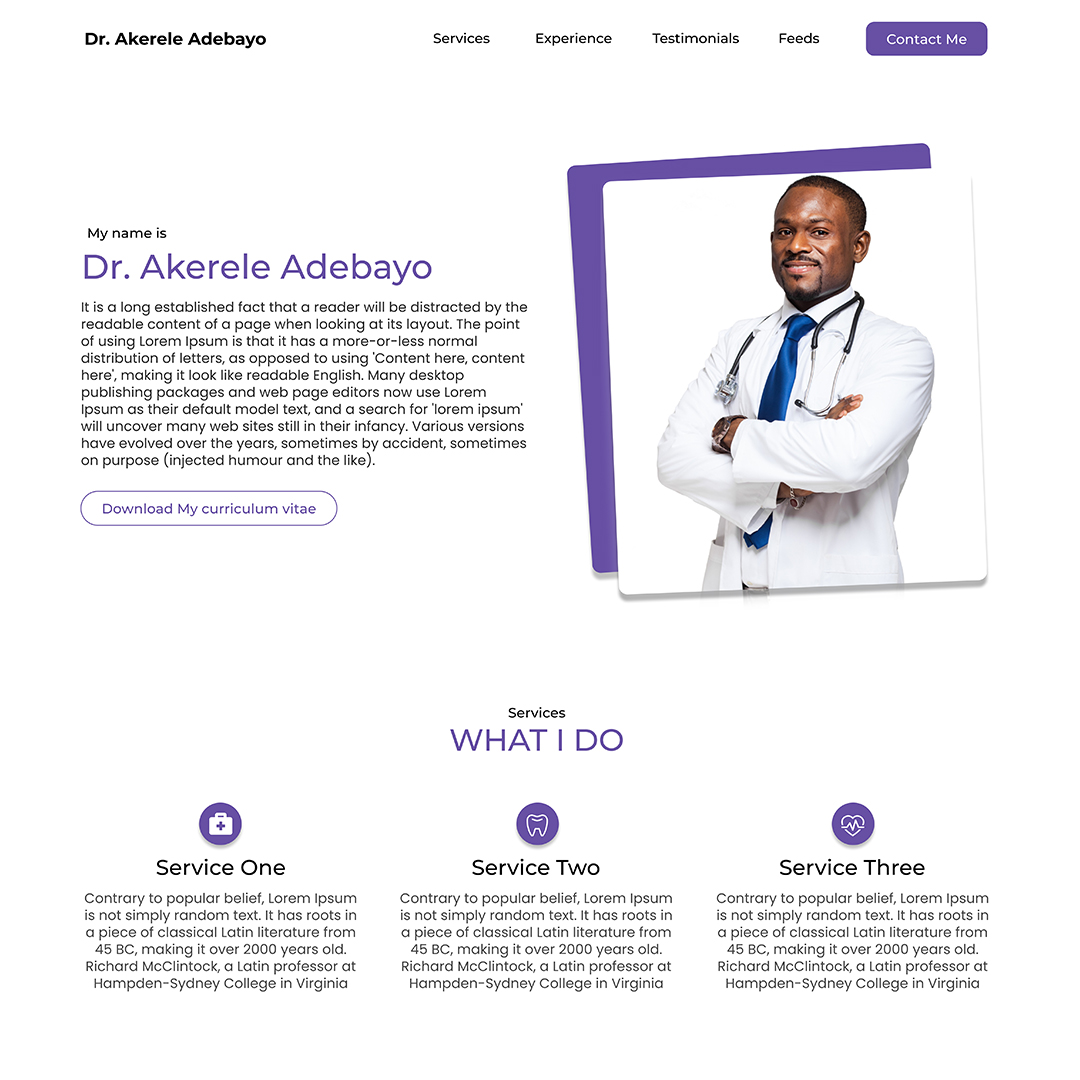 Dr. Akerele Adebayo
Services
Experience
Testimonials
Feeds
Contact Me
My name is
Dr. Akerele Adebayo
It is a long established fact that a reader will be distracted by the
readable content of a page when looking at its layout. The point
of using Lorem Ipsum is that it has a more-or-less normal
distribution of letters, as opposed to using 'Content here, content
here', making it look like readable English. Many desktop
publishing packages and web page editors now use Lorem
Ipsum as their default model text, and a search for 'lorem ipsum'
will uncover many web sites still in their infancy. Various versions
have evolved over the years, sometimes by accident, sometimes
on purpose (injected humour and the like).
Download My curriculum vitae
Services
WHAT I DO
Service One
Contrary to popular belief, Lorem Ipsum
is not simply random text. It has roots in
a piece of classical Latin literature from
45 BC, making it over 2000 years old.
Richard McClintock, a Latin professor at
Hampden-Sydney College in Virginia
Service Two
Contrary to popular belief, Lorem Ipsum
is not simply random text. It has roots in
a piece of classical Latin literature from
45 BC, making it over 2000 years old.
Richard McClintock, a Latin professor at
Hampden-Sydney College in Virginia
Service Three
Contrary to popular belief, Lorem Ipsum
is not simply random text. It has roots in
a piece of classical Latin literature from
45 BC, making it over 2000 years old.
Richard McClintock, a Latin professor at
Hampden-Sydney College in Virginia